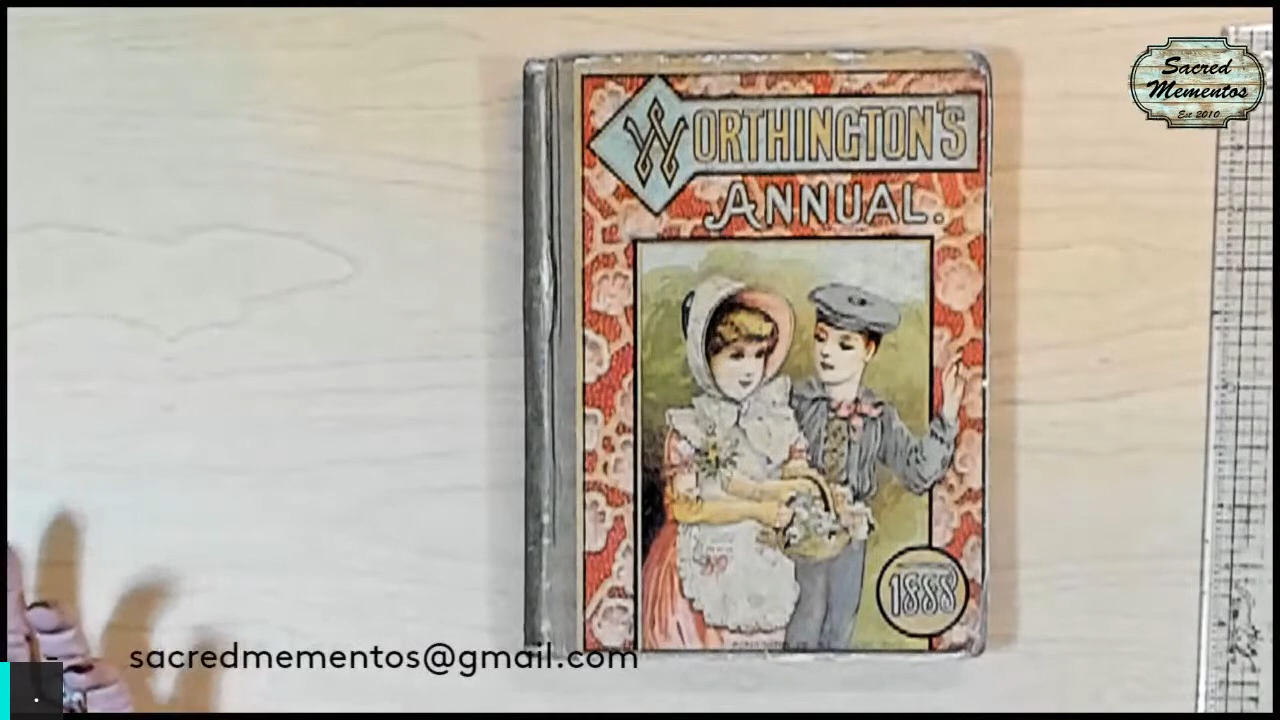 WORTHINGTON'S
ANNUAL.
1888
Sacred
Mementos
Est 2010
sacredmementos@gmail.com